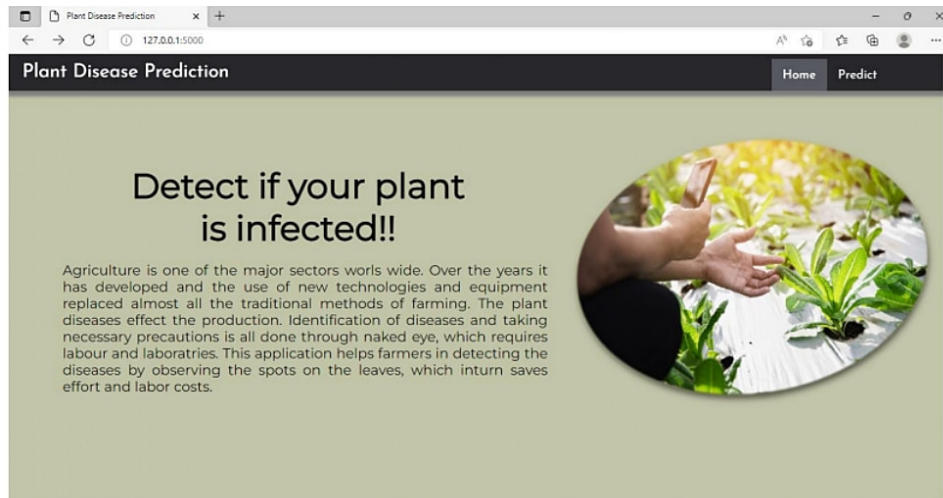 Plant Disease Prediction
127.0.0.1:5000
Plant Disease Prediction
Home Predict
Detect if your plant
is infected!!
Agriculture is one of the major sectors worls wide. Over the years it
has developed and the use of new technologies and equipment
replaced almost all the traditional methods of farming. The plant
diseases effect the production. Identification of diseases and taking
necessary precautions is all done through naked eye, which requires
labour and laboratries. This application helps farmers in detecting the
diseases by observing the spots on the leaves, which inturn saves
effort and labor costs.